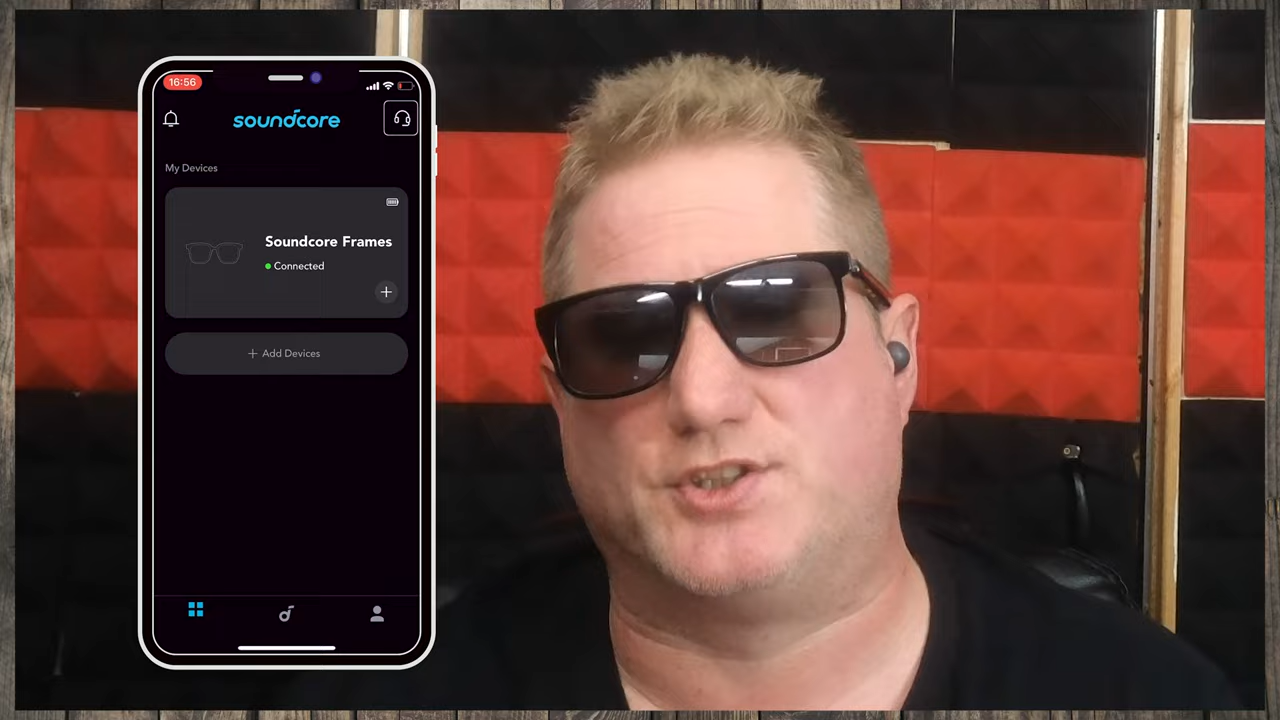 16:56
soundcore
My Devices
Soundcore Frames
Connected
+ Add Devices